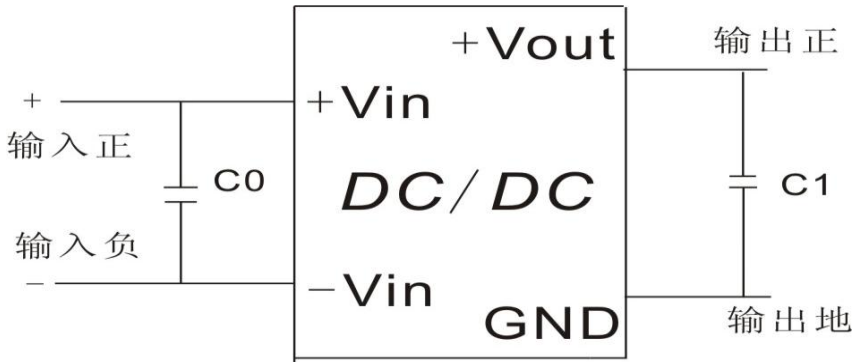 +Vout
输出正
+
+Vin
输入正
C0
DC/DC
C1
输入负
−
−Vin
GND
输出地